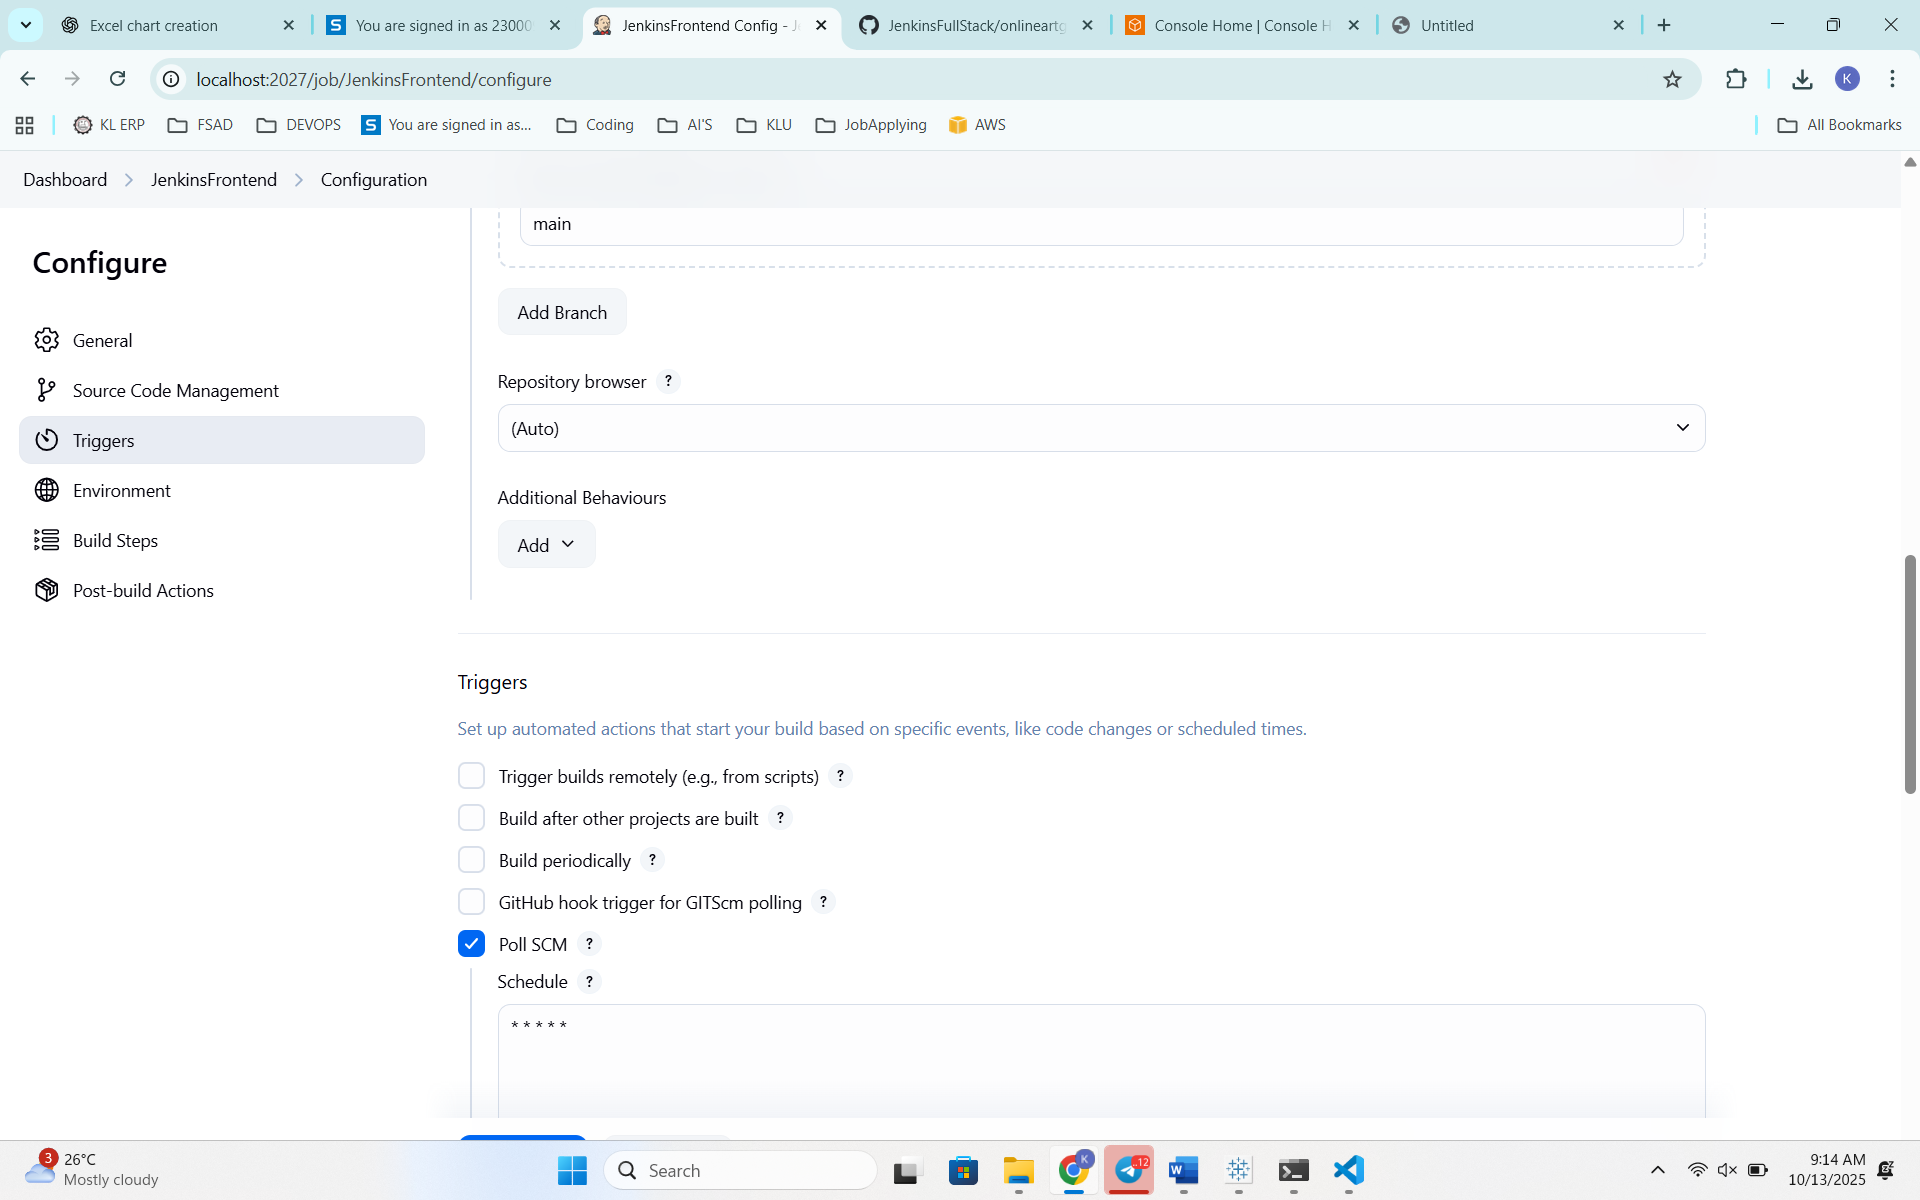 Excel chart creation
You are signed in as 23000
JenkinsFrontend Config - J
JenkinsFullStack/onlineartg
Console Home | Console H
Untitled
localhost:2027/job/JenkinsFrontend/configure
K
KL ERP
FSAD
DEVOPS
You are signed in as...
Coding
AI'S
KLU
JobApplying
AWS
All Bookmarks
Dashboard
JenkinsFrontend
Configuration
Configure
General
Source Code Management
Triggers
Environment
Build Steps
Post-build Actions
main
Add Branch
Repository browser ?
(Auto)
Additional Behaviours
Add
Triggers
Set up automated actions that start your build based on specific events, like code changes or scheduled times.
Trigger builds remotely (e.g., from scripts) ?
Build after other projects are built ?
Build periodically ?
GitHub hook trigger for GITScm polling ?
Poll SCM ?
Schedule ?
* * * * *
3
26°C
Mostly cloudy
Search
K
12
9:14 AM
10/13/2025